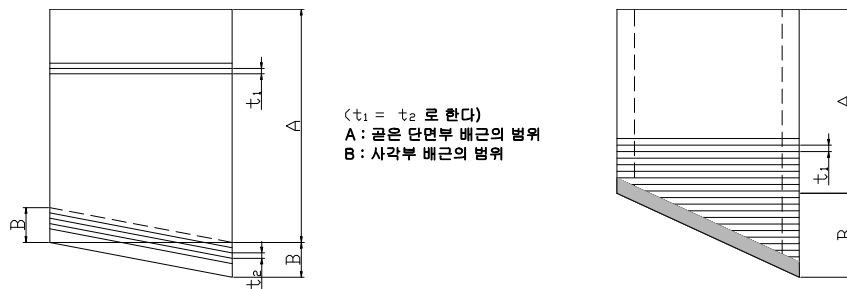 t₁
A
(t₁ = t₂ 로 한다)
A : 곧은 단면부 배근의 범위
B : 사각부 배근의 범위
B
B
t₂
A
t₁
B